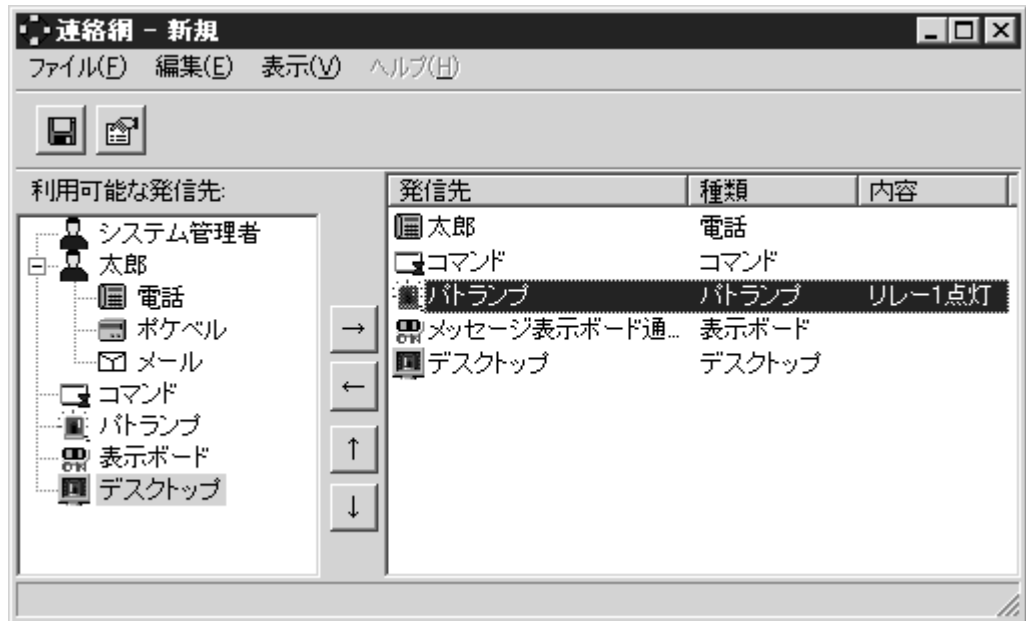 連絡網 - 新規
ファイル(F) 編集(E) 表示(V) ヘルプ(H)
利用可能な発信先:
システム管理者
太郎
電話
ポケベル
メール
コマンド
パトランプ
表示ボード
デスクトップ
→
←
↑
↓
発信先 種類 内容
太郎 電話
コマンド コマンド
パトランプ パトランプ リレー1点灯
メッセージ表示ボード通... 表示ボード
デスクトップ デスクトップ